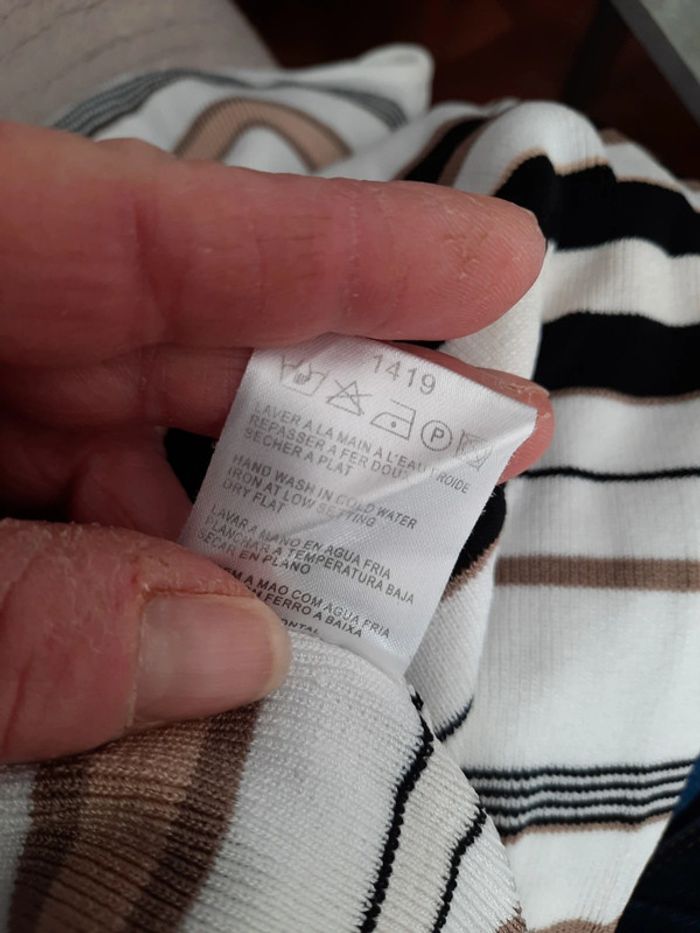 1419
P
LAVER A LA MAIN A L'EAU FROIDE
REPASSER A FER DOUX
SECHER A PLAT
HAND WASH IN COLD WATER
IRON AT LOW SETTING
DRY FLAT
LAVAR A MANO EN AGUA FRIA
PLANCHAR A TEMPERATURA BAJA
SECAR EN PLANO
A MAO COM AGUA FRIA
FERRO A BAIXA